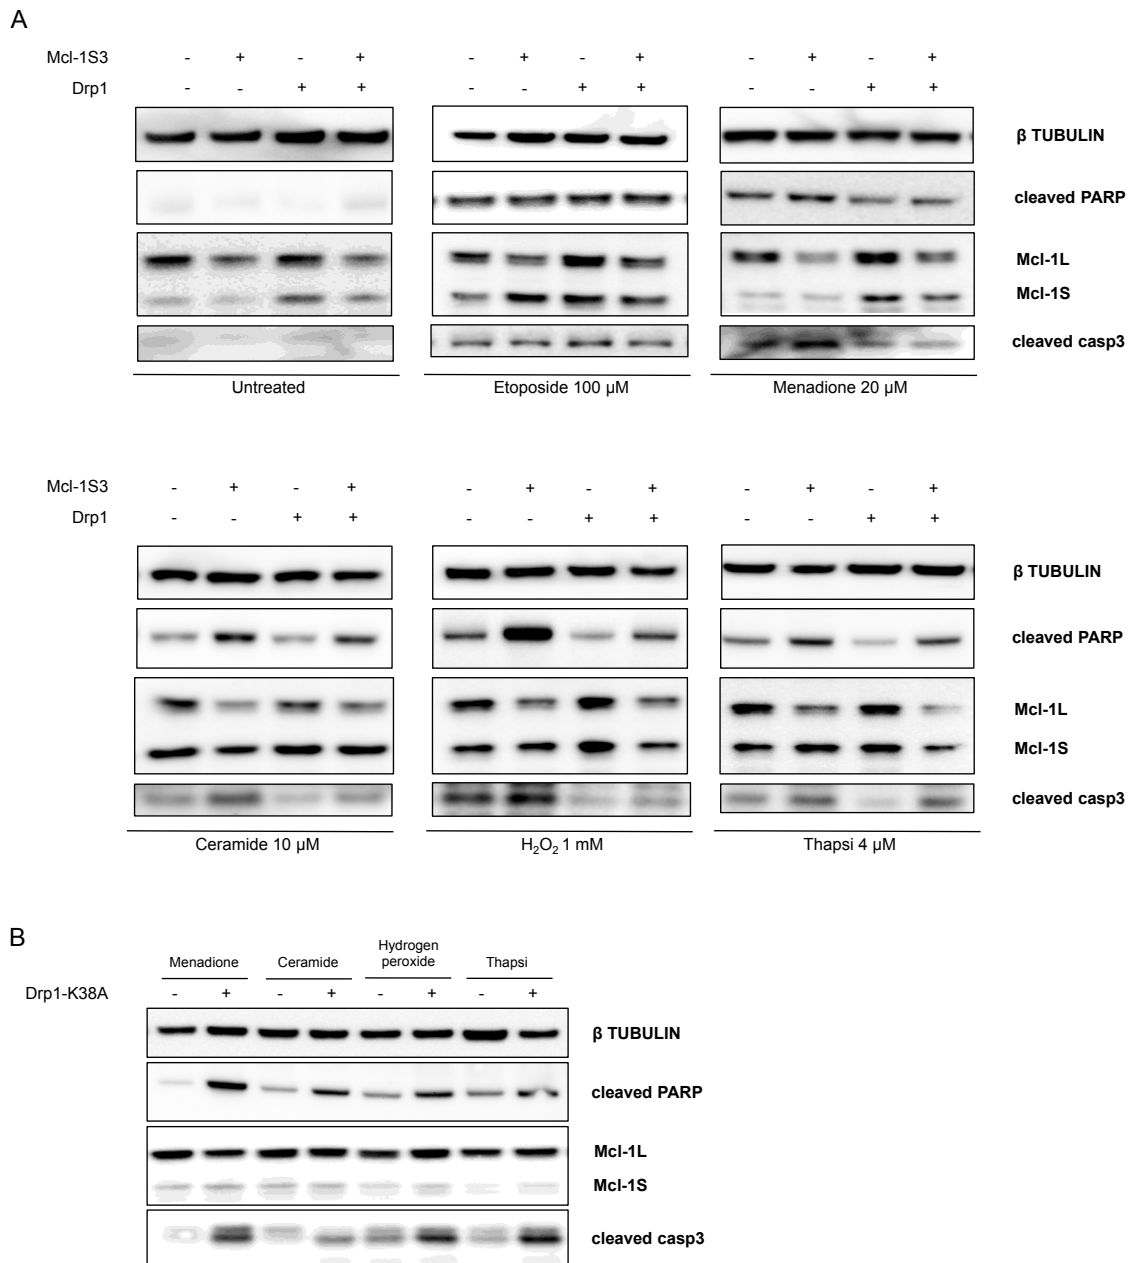 A
Mcl-1S3 - + - + - + - + - + - +
Drp1 - - + + - - + + - - + +
β TUBULIN
cleaved PARP
Mcl-1L
Mcl-1S
cleaved casp3
Untreated Etoposide 100 µM Menadione 20 µM
Mcl-1S3 - + - + - + - + - + - +
Drp1 - - + + - - + + - - + +
β TUBULIN
cleaved PARP
Mcl-1L
Mcl-1S
cleaved casp3
Ceramide 10 µM H₂O₂ 1 mM Thapsi 4 µM
B
Menadione Ceramide Hydrogen peroxide Thapsi
Drp1-K38A - + - + - + - +
β TUBULIN
cleaved PARP
Mcl-1L
Mcl-1S
cleaved casp3